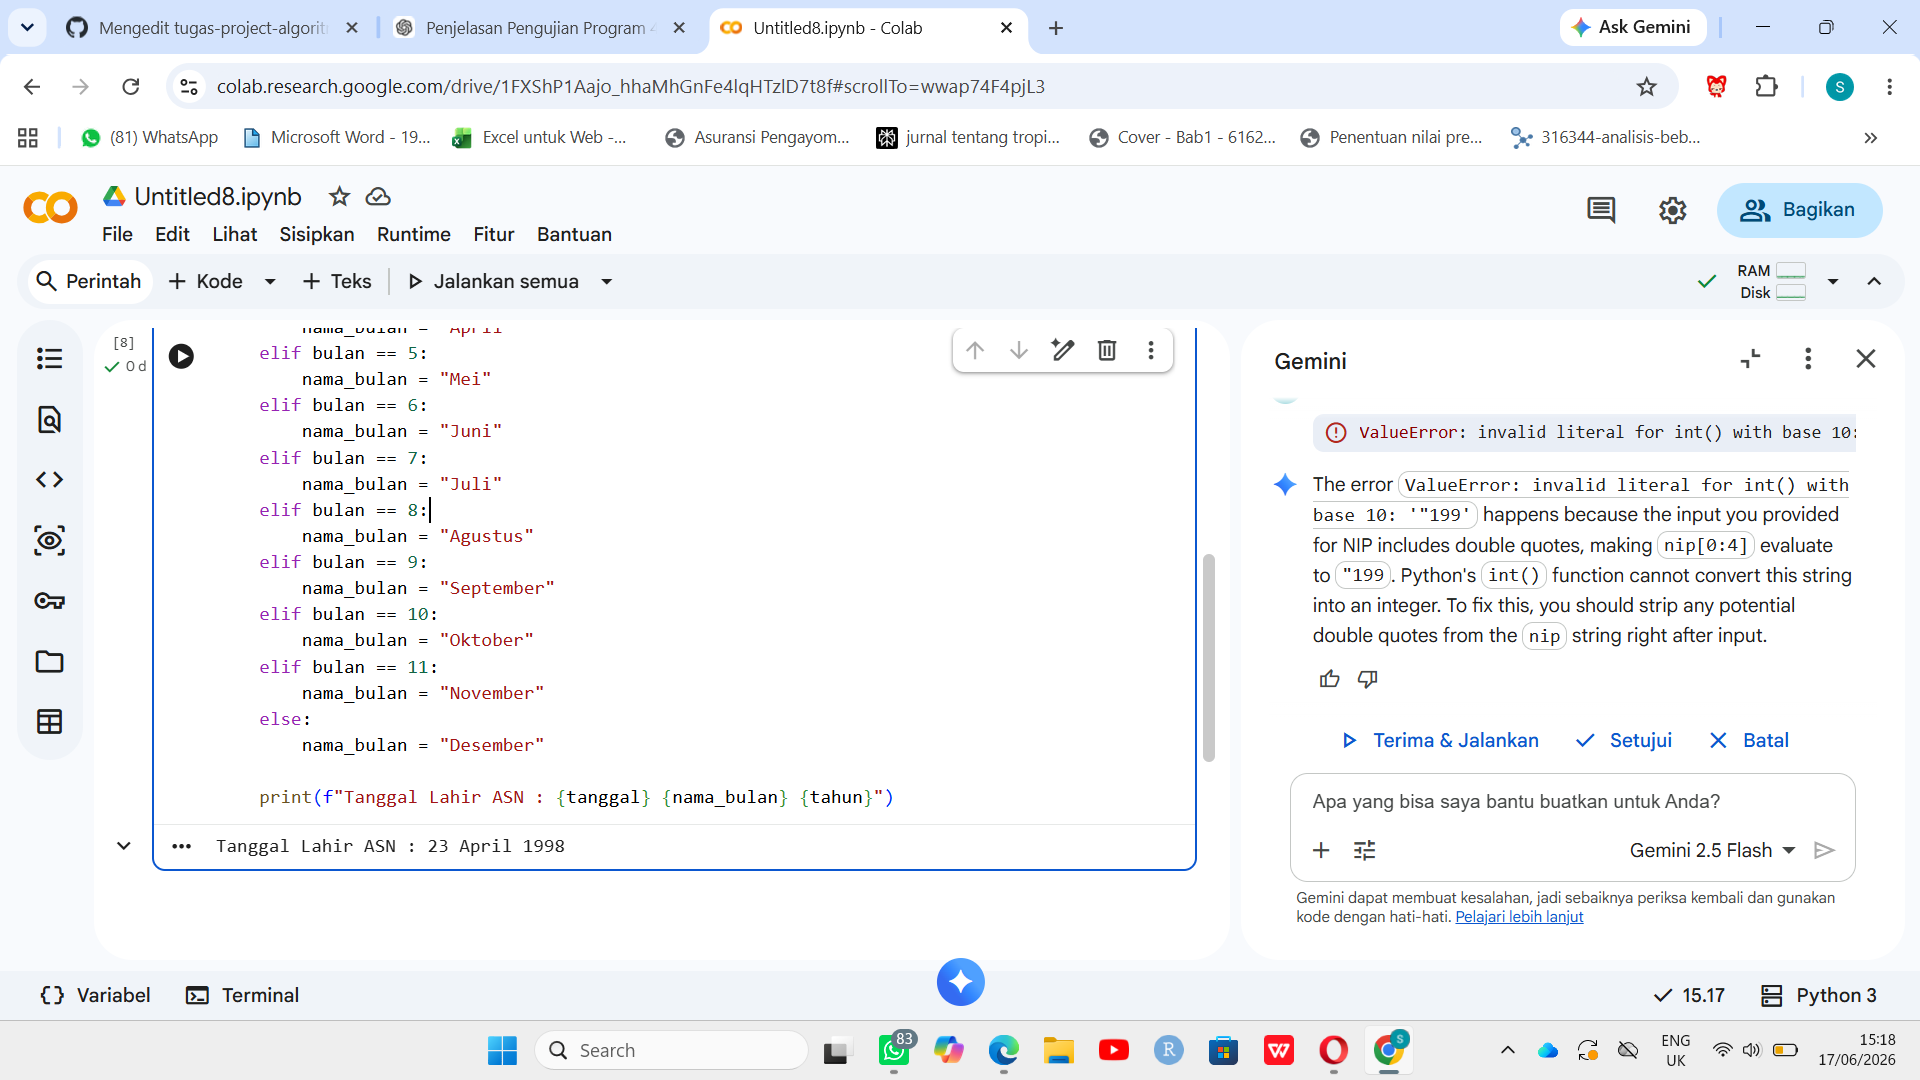 Mengedit tugas-project-algorit
Penjelasan Pengujian Program
Untitled8.ipynb - Colab
Ask Gemini
colab.research.google.com/drive/1FXShP1Aajo_hhaMhGnFe4lqHTzlD7t8f#scrollTo=wwap74F4pjL3
S
(81) WhatsApp
Microsoft Word - 19...
Excel untuk Web -...
Asuransi Pengayom...
jurnal tentang tropi...
Cover - Bab1 - 6162...
Penentuan nilai pre...
316344-analisis-beb...
Untitled8.ipynb
File Edit Lihat Sisipkan Runtime Fitur Bantuan
Bagikan
Perintah
Kode
Teks
Jalankan semua
RAM
Disk
[8]
0 d
nama_bulan = "April"
elif bulan == 5:
nama_bulan = "Mei"
elif bulan == 6:
nama_bulan = "Juni"
elif bulan == 7:
nama_bulan = "Juli"
elif bulan == 8:
nama_bulan = "Agustus"
elif bulan == 9:
nama_bulan = "September"
elif bulan == 10:
nama_bulan = "Oktober"
elif bulan == 11:
nama_bulan = "November"
else:
nama_bulan = "Desember"
print(f"Tanggal Lahir ASN : {tanggal} {nama_bulan} {tahun}")
Tanggal Lahir ASN : 23 April 1998
Gemini
ValueError: invalid literal for int() with base 10:
The error ValueError: invalid literal for int() with
base 10: '"199' happens because the input you provided
for NIP includes double quotes, making nip[0:4] evaluate
to "199 . Python's int() function cannot convert this string
into an integer. To fix this, you should strip any potential
double quotes from the nip string right after input.
Terima & Jalankan
Setujui
Batal
Apa yang bisa saya bantu buatkan untuk Anda?
Gemini 2.5 Flash
Gemini dapat membuat kesalahan, jadi sebaiknya periksa kembali dan gunakan
kode dengan hati-hati. Pelajari lebih lanjut
Variabel
Terminal
15.17
Python 3
Search
83
R
S
ENG
UK
15:18
17/06/2026